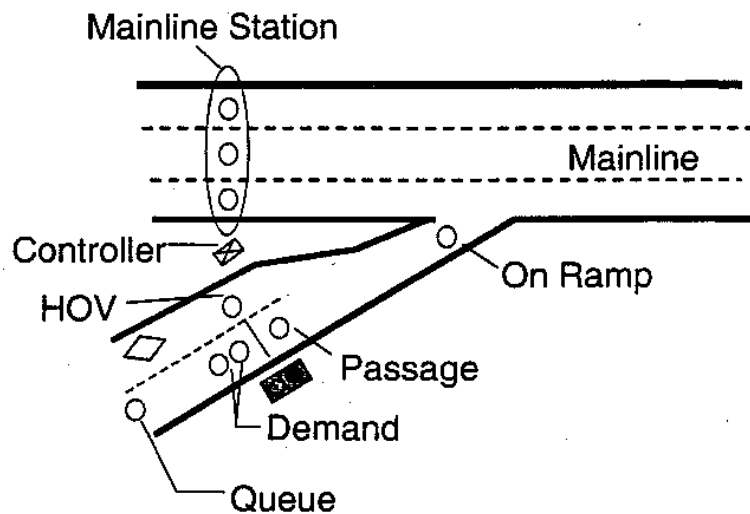 Mainline Station
Mainline
Controller
On Ramp
HOV
Passage
Demand
Queue